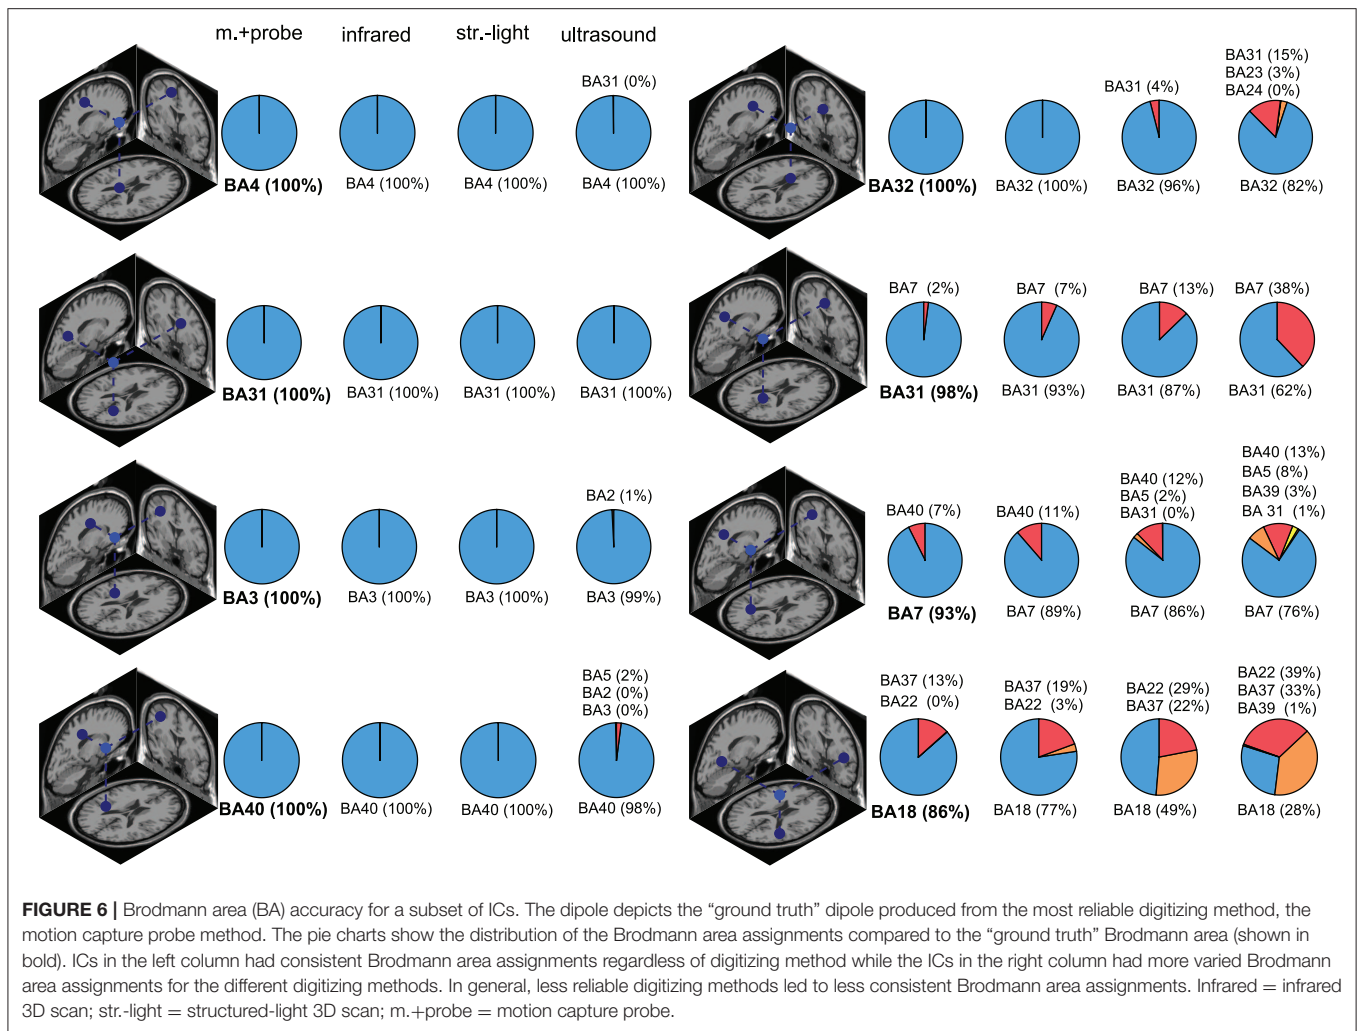 m.+probe infrared str.-light ultrasound
BA31 (0%)
BA4 (100%) BA4 (100%) BA4 (100%) BA4 (100%)
BA31 (100%) BA31 (100%) BA31 (100%) BA31 (100%)
BA2 (1%)
BA3 (100%) BA3 (100%) BA3 (100%) BA3 (99%)
BA5 (2%)
BA2 (0%)
BA3 (0%)
BA40 (100%) BA40 (100%) BA40 (100%) BA40 (98%)
BA31 (15%)
BA31 (4%) BA23 (3%)
BA24 (0%)
BA32 (100%) BA32 (100%) BA32 (96%) BA32 (82%)
BA7 (2%) BA7 (7%) BA7 (13%) BA7 (38%)
BA31 (98%) BA31 (93%) BA31 (87%) BA31 (62%)
BA40 (13%)
BA40 (12%) BA5 (8%)
BA5 (2%) BA39 (3%)
BA40 (7%) BA40 (11%) BA31 (0%) BA 31 (1%)
BA7 (93%) BA7 (89%) BA7 (86%) BA7 (76%)
BA22 (39%)
BA37 (13%) BA37 (19%) BA22 (29%) BA37 (33%)
BA22 (0%) BA22 (3%) BA37 (22%) BA39 (1%)
BA18 (86%) BA18 (77%) BA18 (49%) BA18 (28%)
FIGURE 6 | Brodmann area (BA) accuracy for a subset of ICs. The dipole depicts the “ground truth” dipole produced from the most reliable digitizing method, the
motion capture probe method. The pie charts show the distribution of the Brodmann area assignments compared to the “ground truth” Brodmann area (shown in
bold). ICs in the left column had consistent Brodmann area assignments regardless of digitizing method while the ICs in the right column had more varied Brodmann
area assignments for the different digitizing methods. In general, less reliable digitizing methods led to less consistent Brodmann area assignments. Infrared = infrared
3D scan; str.-light = structured-light 3D scan; m.+probe = motion capture probe.